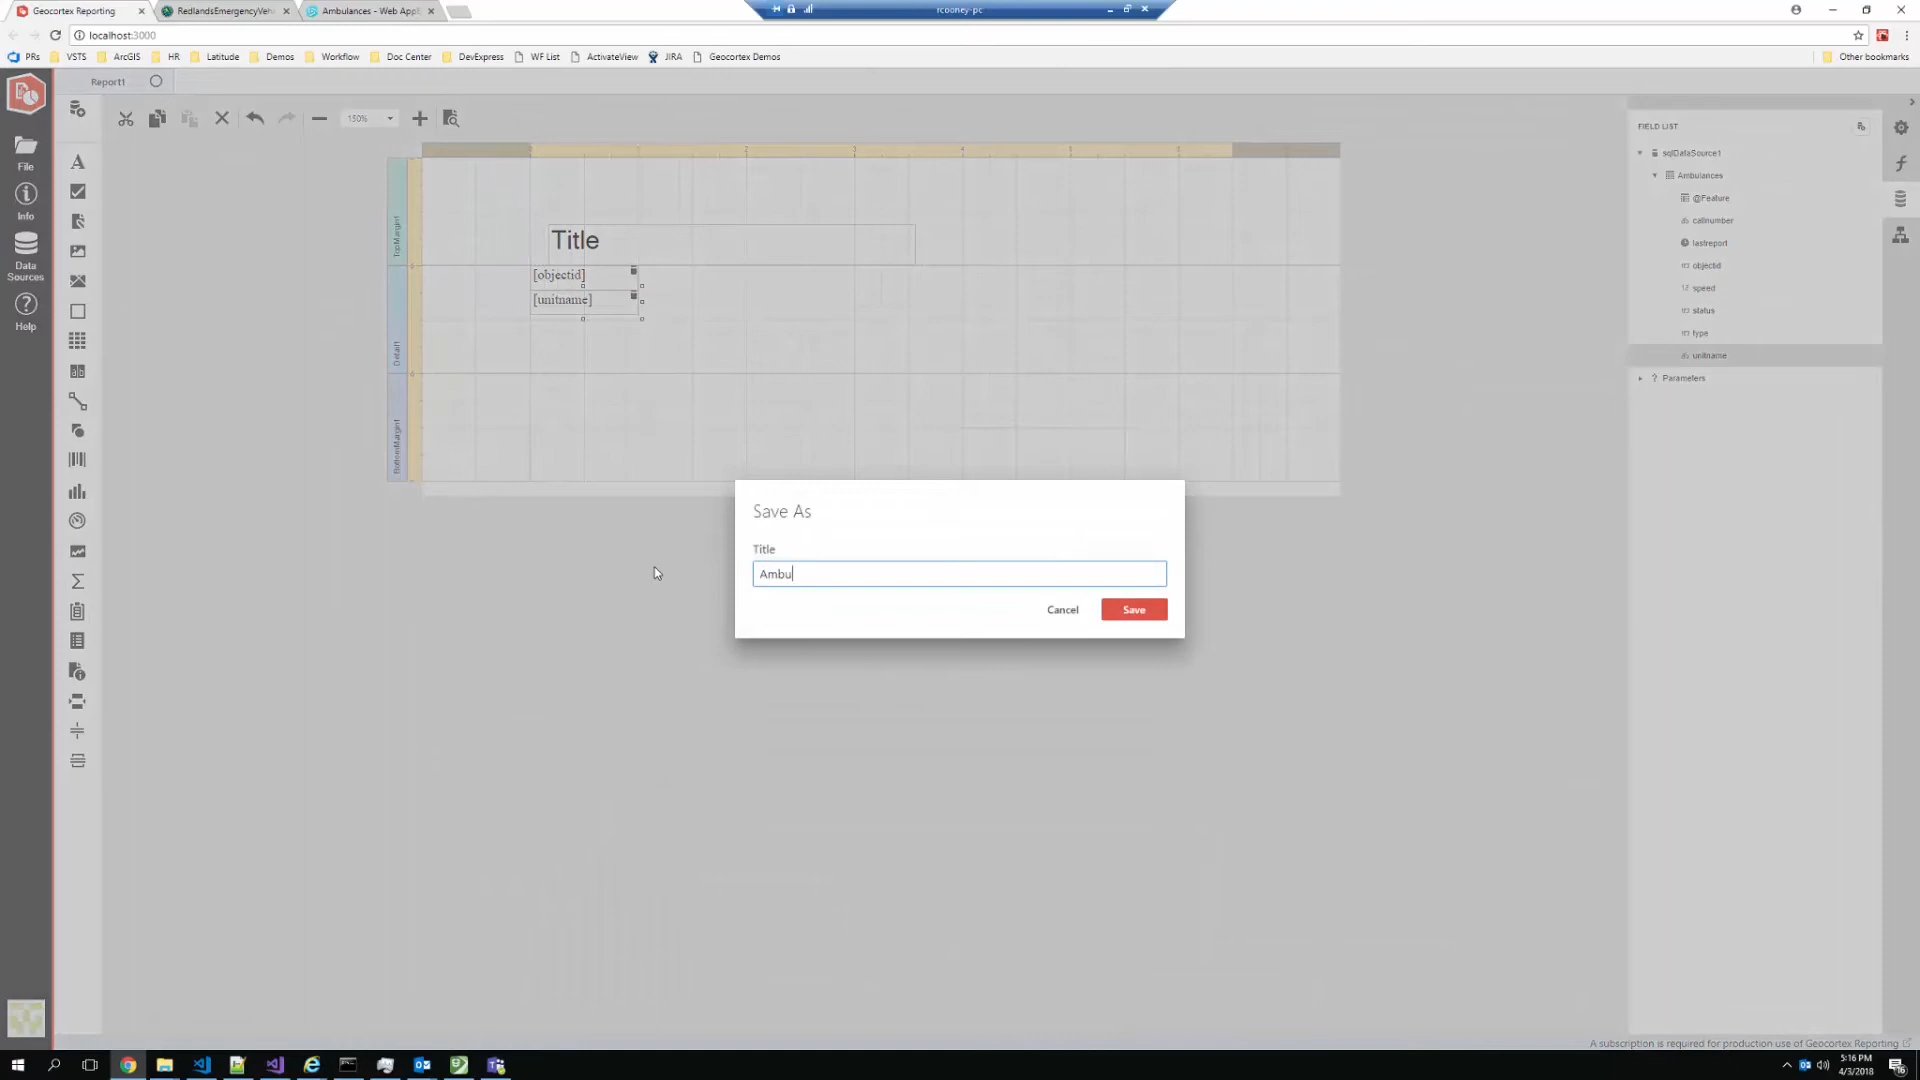 Geocortex Reporting
RedlandsEmergencyVehi
Ambulances - Web AppB
rcooney-pc
localhost:3000
PRs
VSTS
ArcGIS
HR
Latitude
Demos
Workflow
Doc Center
DevExpress
WF List
ActivateView
JIRA
Geocortex Demos
Other bookmarks
Report1
150%
File
Info
Data
Sources
Help
TopMargin1
Title
[objectid]
[unitname]
Detail1
BottomMargin1
FIELD LIST
sqlDataSource1
Ambulances
@Feature
callnumber
lastreport
objectid
speed
status
type
unitname
Parameters
Save As
Title
Ambu
Cancel
Save
A subscription is required for production use of Geocortex Reporting
5:16 PM
4/3/2018